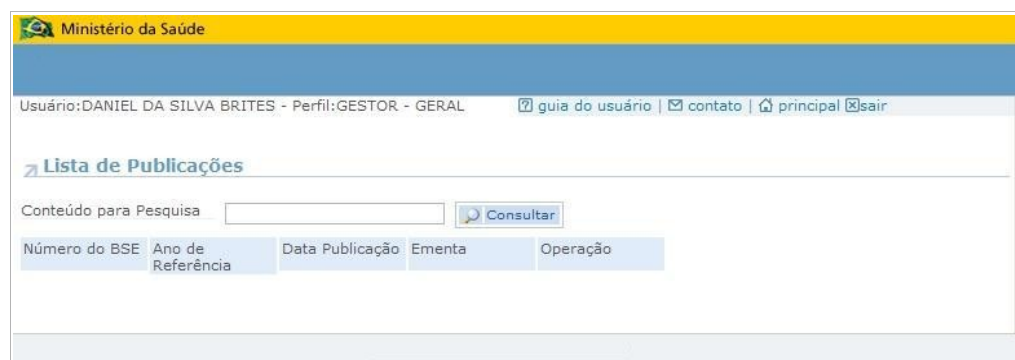 Ministério da Saúde
Usuário:DANIEL DA SILVA BRITES - Perfil:GESTOR - GERAL guia do usuário | contato | principal sair
Lista de Publicações
Conteúdo para Pesquisa Consultar
Número do BSE Ano de Referência Data Publicação Ementa Operação